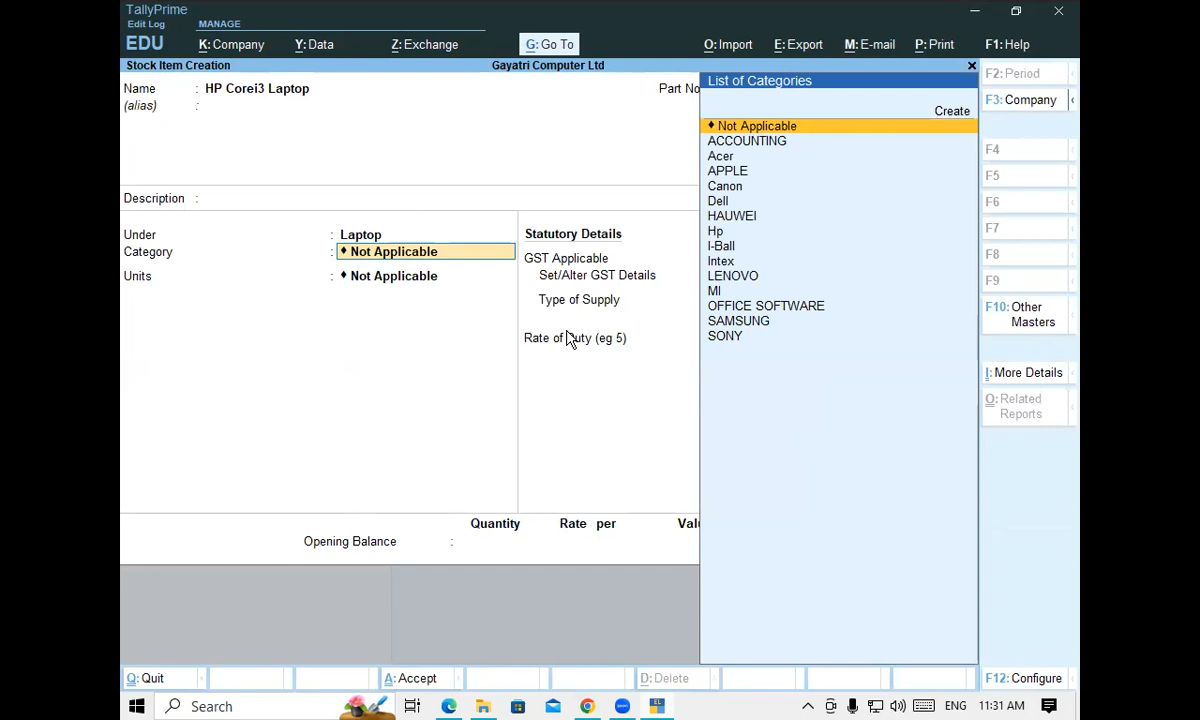 TallyPrime
Edit Log
MANAGE
EDU
K: Company
Y: Data
Z: Exchange
G: Go To
O: Import
E: Export
M: E-mail
P: Print
F1: Help
Stock Item Creation
Gayatri Computer Ltd
Name : HP Corei3 Laptop
Part No
(alias) :
Description :
Under : Laptop
Category : ♦ Not Applicable
Units : ♦ Not Applicable
Statutory Details
GST Applicable
Set/Alter GST Details
Type of Supply
Rate of Duty (eg 5)
Quantity Rate per Valu
Opening Balance :
List of Categories
Create
♦ Not Applicable
ACCOUNTING
Acer
APPLE
Canon
Dell
HAUWEI
Hp
I-Ball
Intex
LENOVO
MI
OFFICE SOFTWARE
SAMSUNG
SONY
F2: Period
F3: Company
F4
F5
F6
F7
F8
F9
F10: Other
Masters
I: More Details
O: Related
Reports
Q: Quit
A: Accept
D: Delete
F12: Configure
Search
ENG
11:31 AM